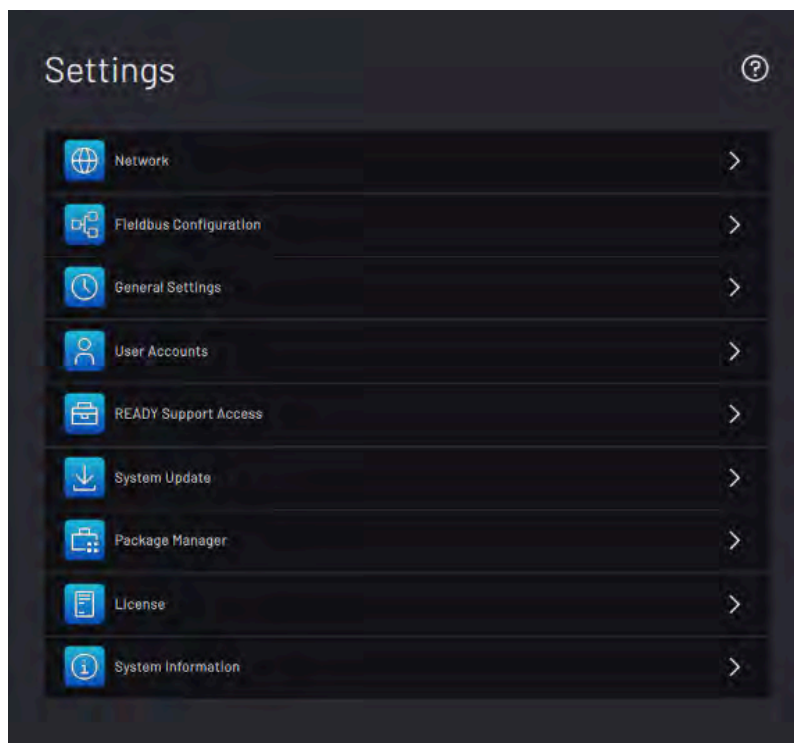 Settings
Network
Fieldbus Configuration
General Settings
User Accounts
READY Support Access
System Update
Package Manager
License
System Information